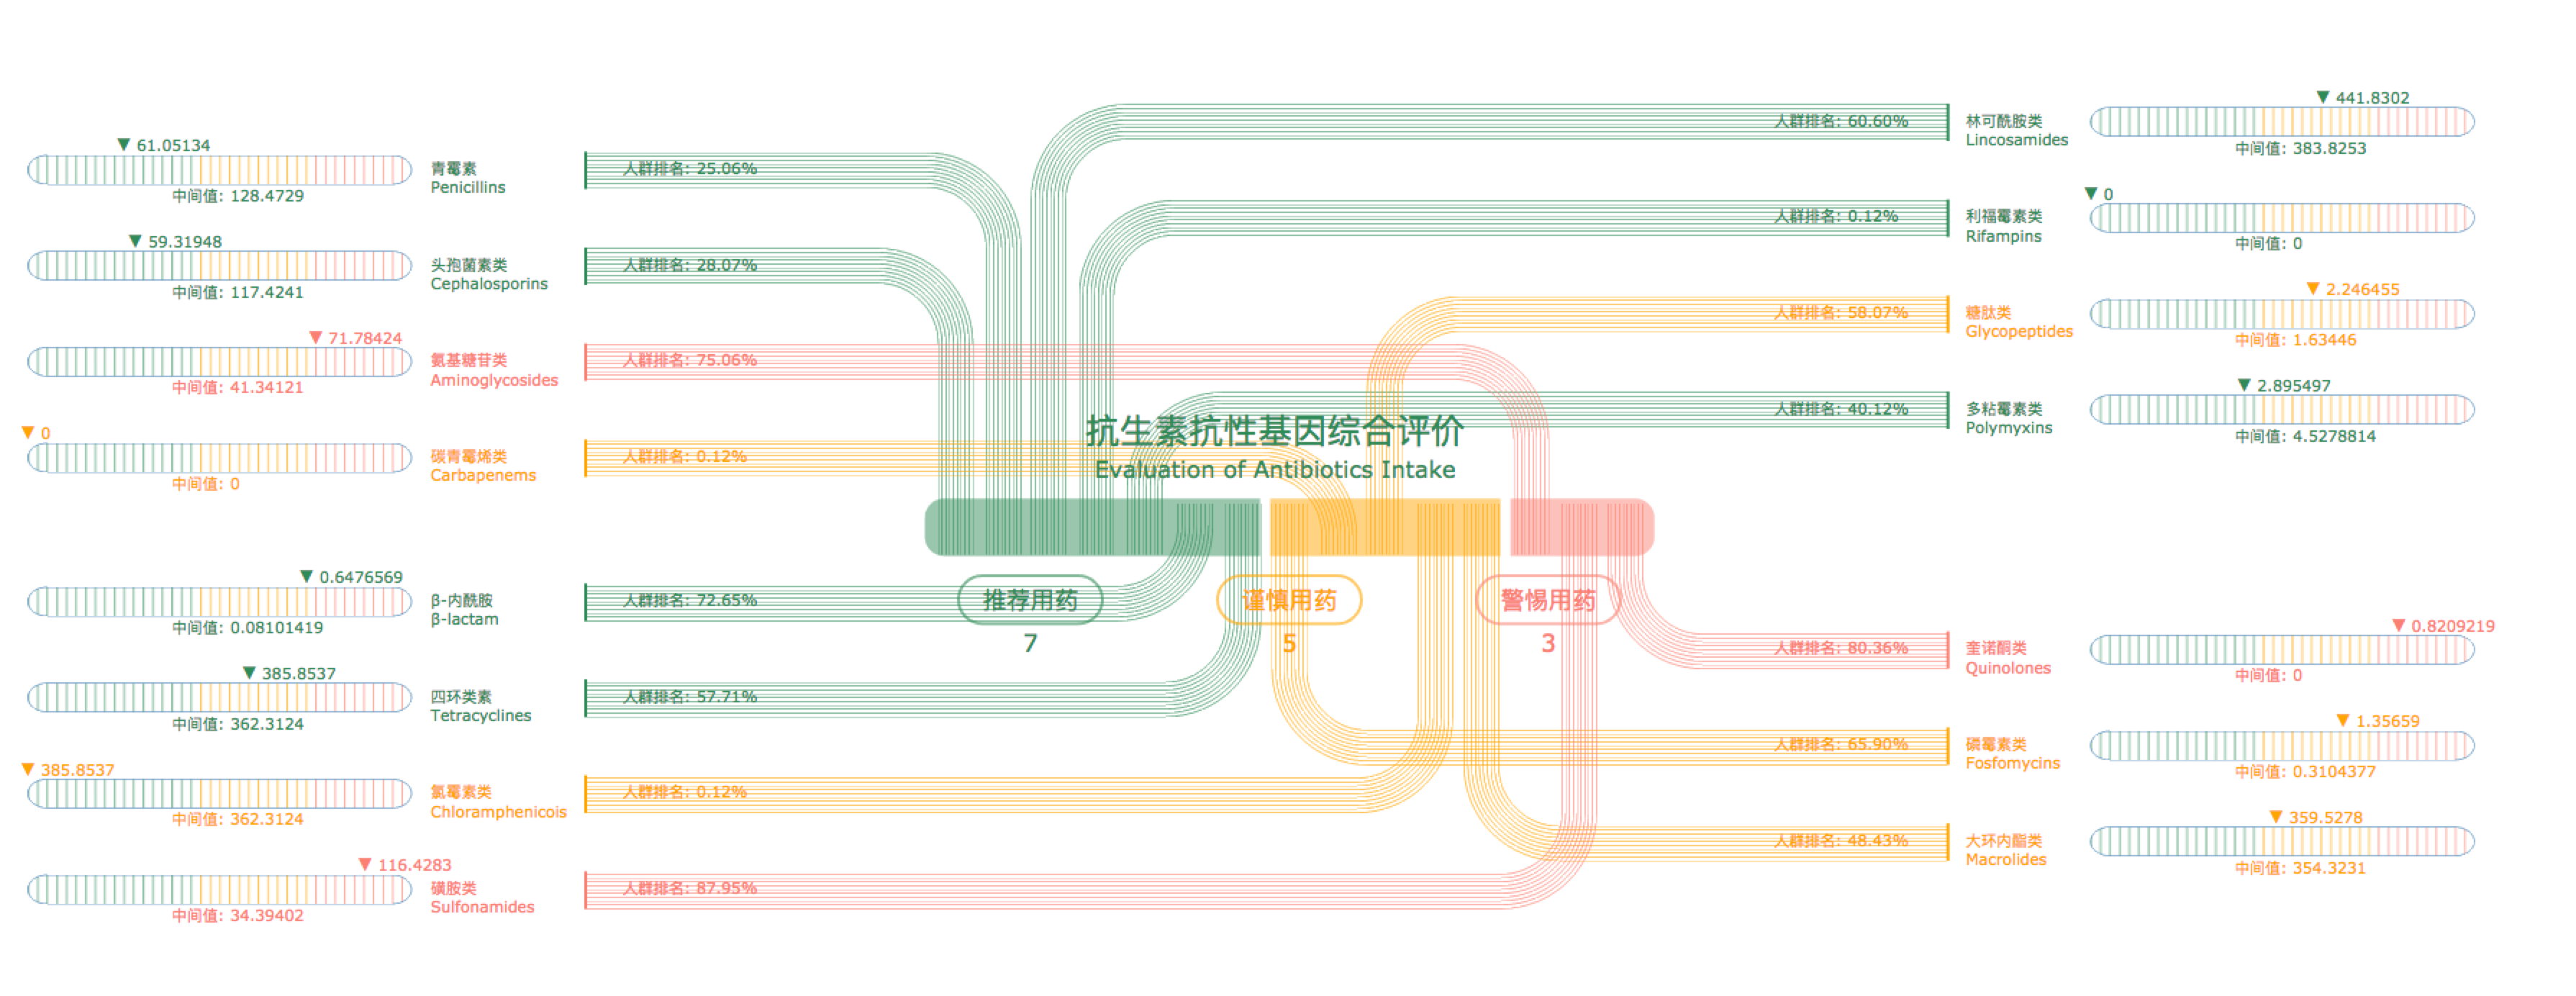 ▼ 61.05134
中间值: 128.4729
青霉素
Penicillins
人群排名: 25.06%
▼ 59.31948
中间值: 117.4241
头孢菌素类
Cephalosporins
人群排名: 28.07%
▼ 71.78424
中间值: 41.34121
氨基糖苷类
Aminoglycosides
人群排名: 75.06%
▼ 0
中间值: 0
碳青霉烯类
Carbapenems
人群排名: 0.12%
▼ 0.6476569
中间值: 0.08101419
β-内酰胺
β-lactam
人群排名: 72.65%
▼ 385.8537
中间值: 362.3124
四环类素
Tetracyclines
人群排名: 57.71%
▼ 385.8537
中间值: 362.3124
氯霉素类
Chloramphenicois
人群排名: 0.12%
▼ 116.4283
中间值: 34.39402
磺胺类
Sulfonamides
人群排名: 87.95%
抗生素抗性基因综合评价
Evaluation of Antibiotics Intake
推荐用药
7
谨慎用药
5
警惕用药
3
人群排名: 60.60%
林可酰胺类
Lincosamides
▼ 441.8302
中间值: 383.8253
人群排名: 0.12%
利福霉素类
Rifampins
▼ 0
中间值: 0
人群排名: 58.07%
糖肽类
Glycopeptides
▼ 2.246455
中间值: 1.63446
人群排名: 40.12%
多粘霉素类
Polymyxins
▼ 2.895497
中间值: 4.5278814
人群排名: 80.36%
奎诺酮类
Quinolones
▼ 0.8209219
中间值: 0
人群排名: 65.90%
磷霉素类
Fosfomycins
▼ 1.35659
中间值: 0.3104377
人群排名: 48.43%
大环内酯类
Macrolides
▼ 359.5278
中间值: 354.3231